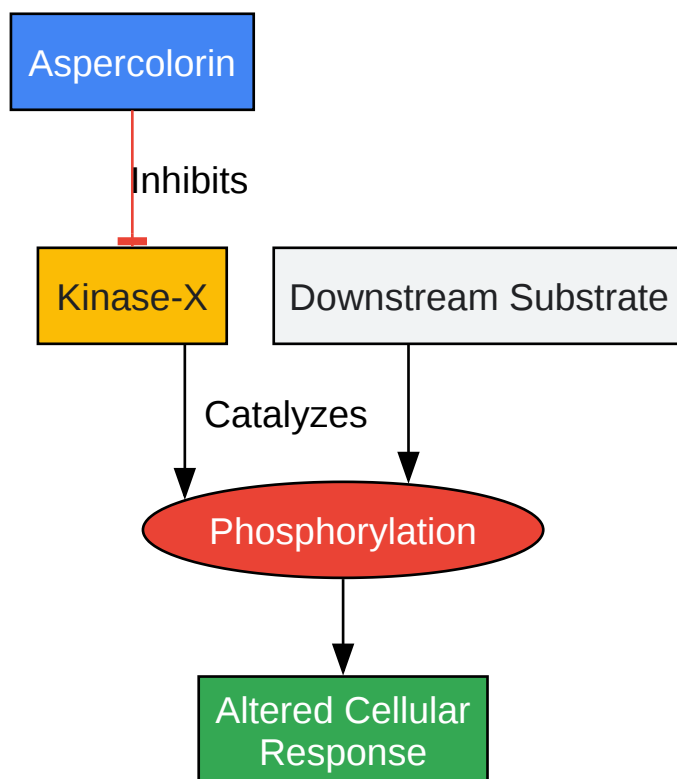 Aspercolorin
Inhibits
Kinase-X
Downstream Substrate
Catalyzes
Phosphorylation
Altered Cellular
Response